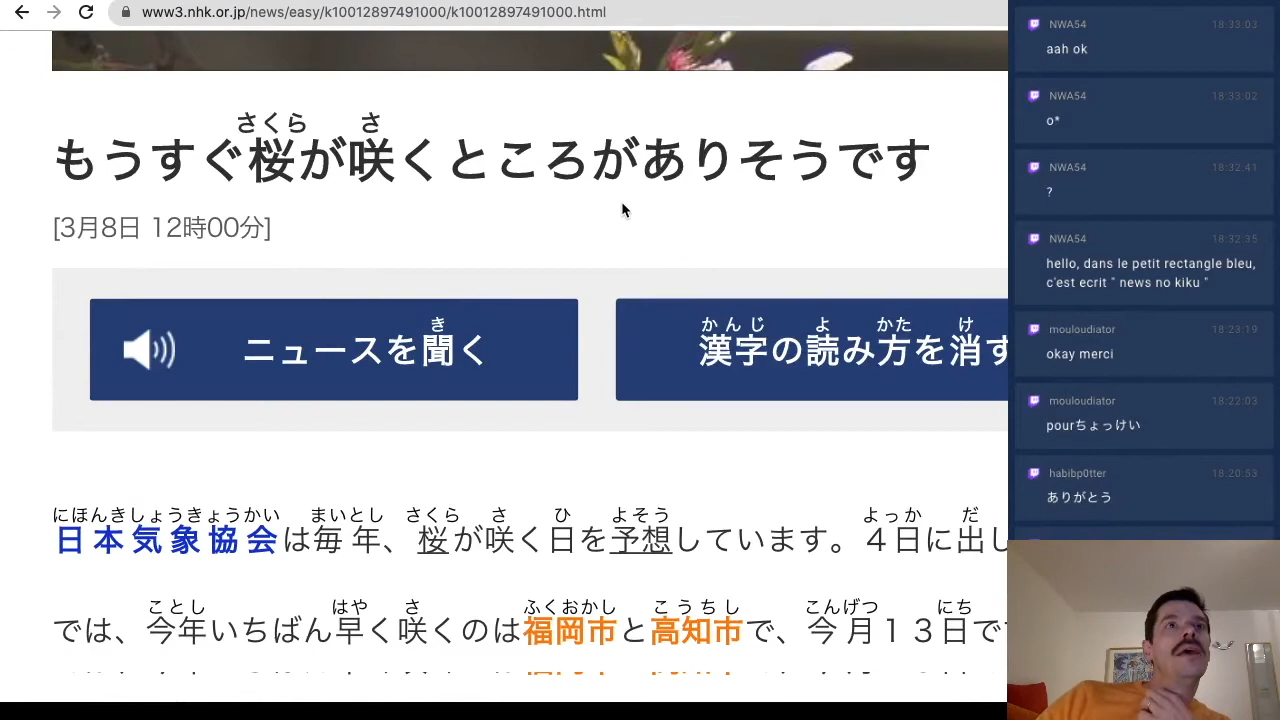 www3.nhk.or.jp/news/easy/k10012897491000/k10012897491000.html
さくら さ
もうすぐ桜が咲くところがありそうです
[3月8日 12時00分]
き
ニュースを聞く
かんじ よ かた け
漢字の読み方を消す
にほんきしょうきょうかい まいとし さくら さ ひ よそう よっか だ
日本気象協会は毎年、桜が咲く日を予想しています。４日に出し
ことし はや さ ふくおかし こうちし こんげつ にち
では、今年いちばん早く咲くのは福岡市と高知市で、今月１３日で
NWA54 18:33:03
aah ok
NWA54 18:33:02
o*
NWA54 18:32:41
?
NWA54 18:32:35
hello, dans le petit rectangle bleu,
c'est ecrit " news no kiku "
mouloudiator 18:23:19
okay merci
mouloudiator 18:22:03
pourちょっけい
habibp0tter 18:20:53
ありがとう